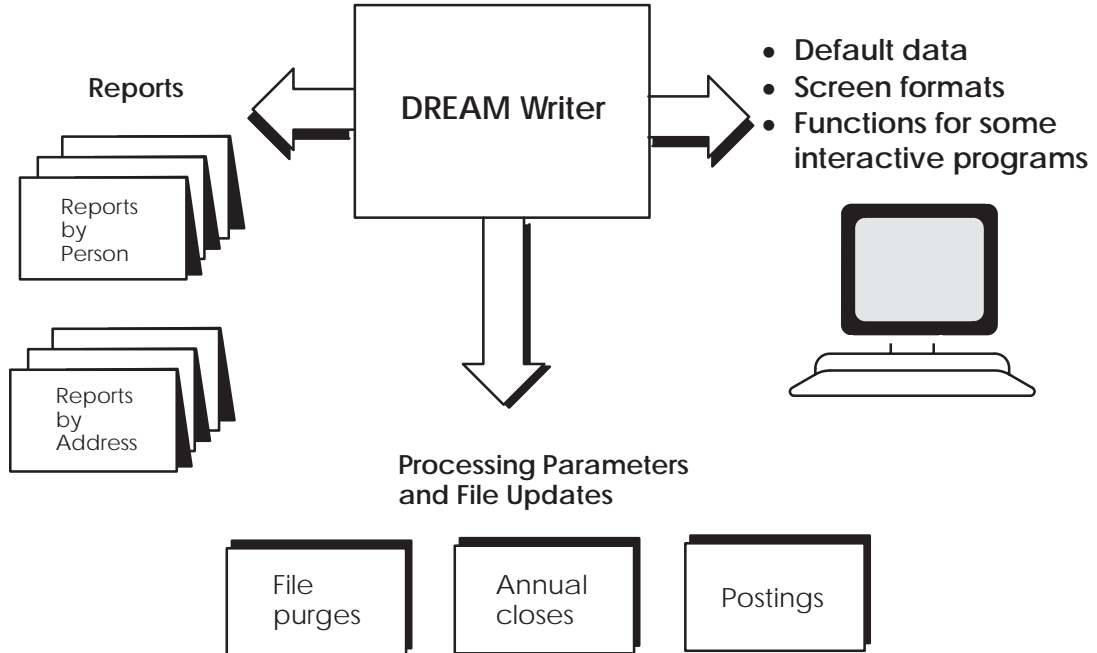 Reports
DREAM Writer
• Default data
• Screen formats
• Functions for some
interactive programs
Reports
by
Person
Reports
by
Address
Processing Parameters
and File Updates
File
purges
Annual
closes
Postings